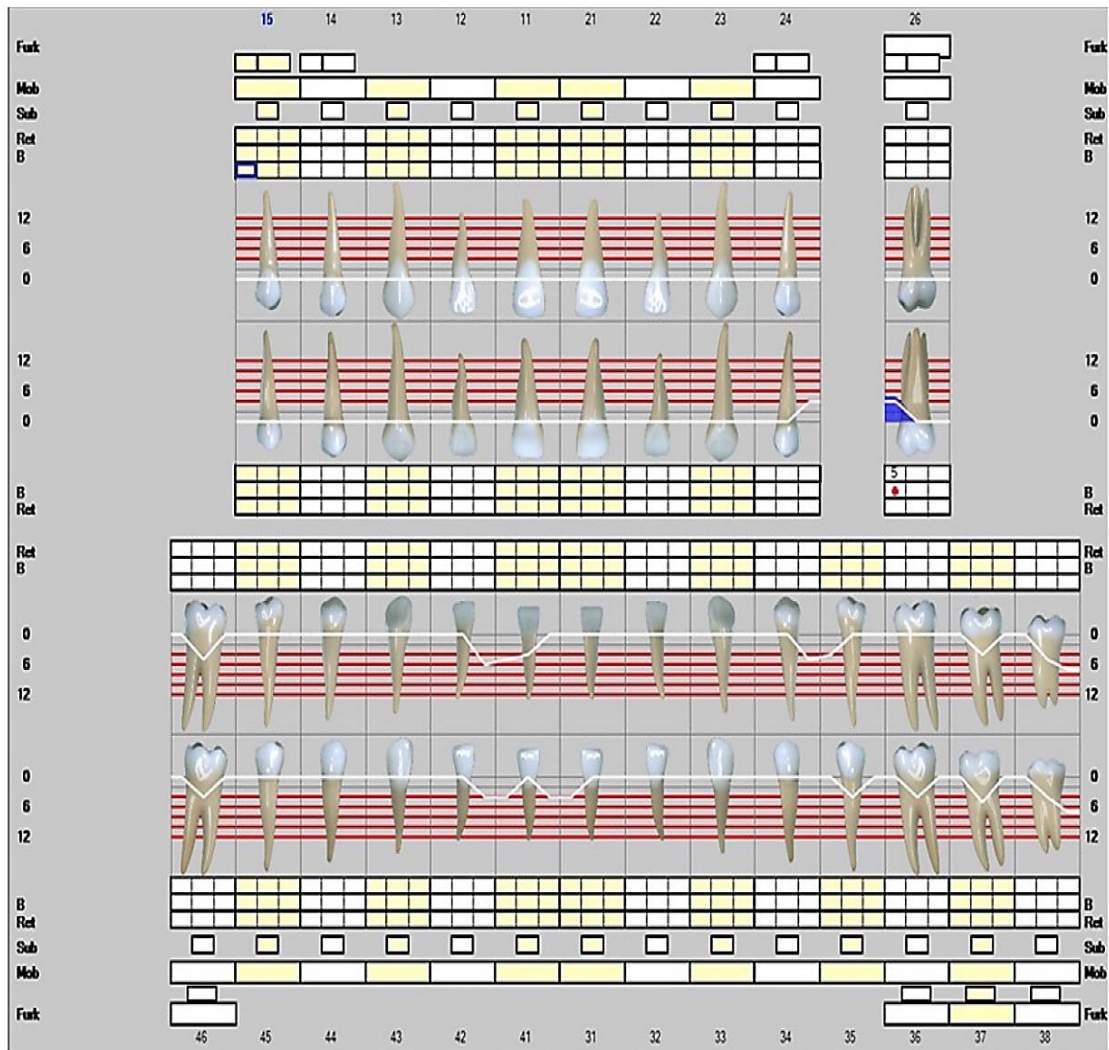 15 14 13 12 11 21 22 23 24 26
Furk Furk
Mob Mob
Sub Sub
Ret Ret
B B
12 12
6 6
0 0
12 12
6 6
0 0
5
B B
Ret Ret
Ret Ret
B B
0 0
6 6
12 12
0 0
6 6
12 12
B B
Ret Ret
Sub Sub
Mob Mob
Furk Furk
46 45 44 43 42 41 31 32 33 34 35 36 37 38